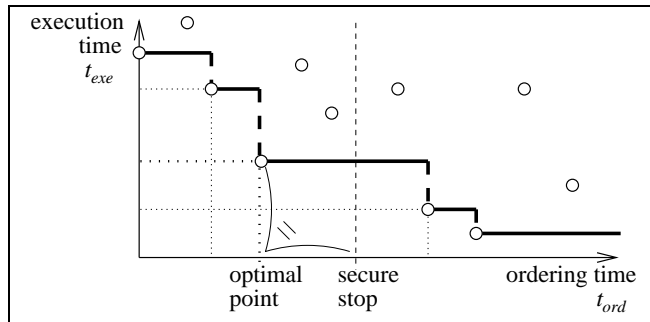 execution
time
t_exe
optimal
point
secure
stop
ordering time
t_ord